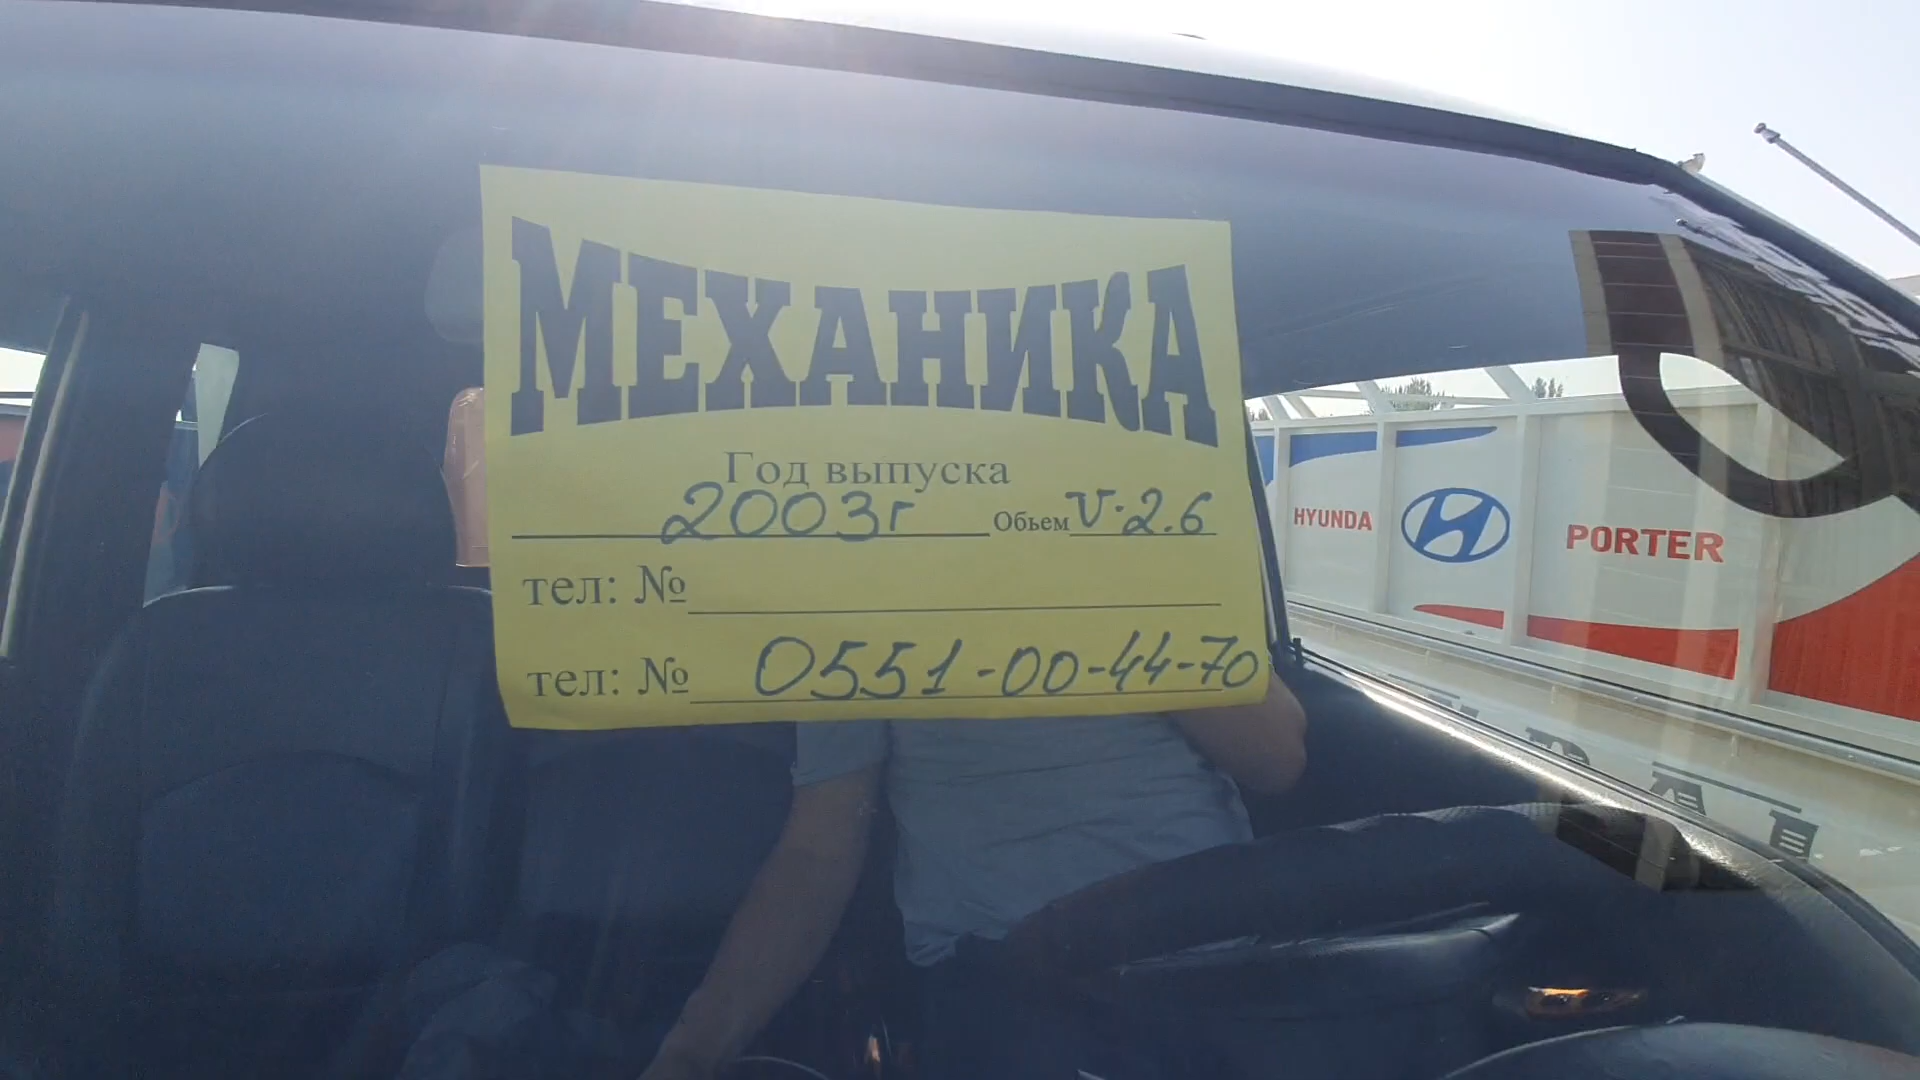 МЕХАНИКА
Год выпуска
2003г Обьем V-2.6
тел: №
тел: № 0551-00-44-70
HYUNDA
PORTER